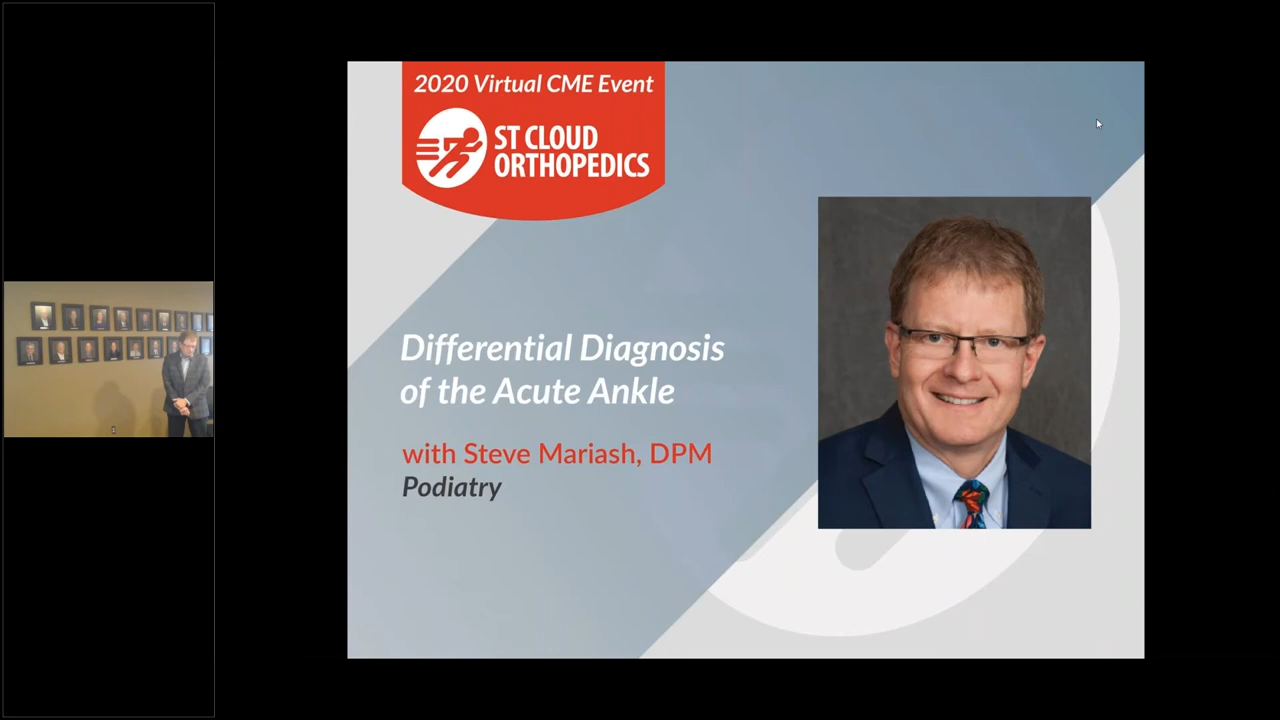 2020 Virtual CME Event
ST CLOUD
ORTHOPEDICS
Differential Diagnosis
of the Acute Ankle
with Steve Mariash, DPM
Podiatry